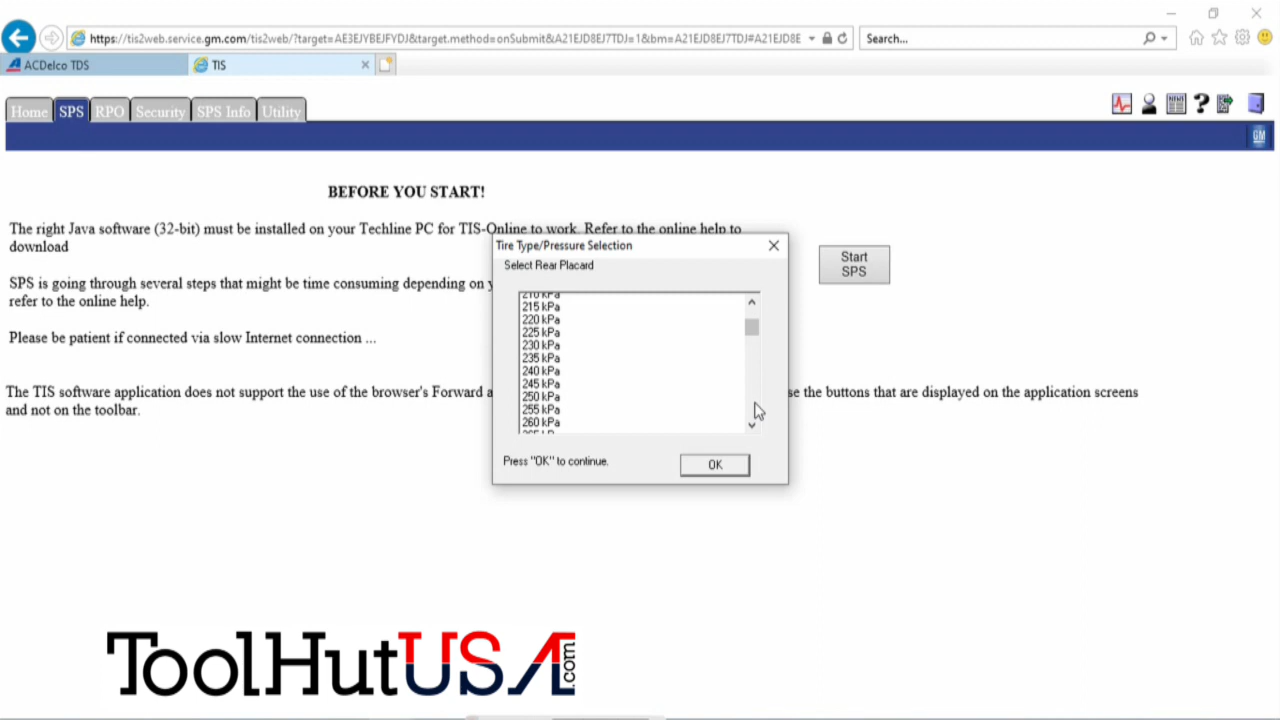 https://tis2web.service.gm.com/tis2web/?target=AE3EJYBEJFYDJ&target.method=onSubmit&A21EJD8EJ7TDJ=1&bm=A21EJD8EJ7TDJ#A21EJD8E
Search...
ACDelco TDS
TIS
Home
SPS
RPO
Security
SPS Info
Utility
GM
BEFORE YOU START!
The right Java software (32-bit) must be installed on your Techline PC for TIS-Online to work. Refer to the online help to
download
SPS is going through several steps that might be time consuming depending on
refer to the online help.
Please be patient if connected via slow Internet connection ...
The TIS software application does not support the use of the browser's Forward
se the buttons that are displayed on the application screens
and not on the toolbar.
Start
SPS
Tire Type/Pressure Selection
Select Rear Placard
210 kPa
215 kPa
220 kPa
225 kPa
230 kPa
235 kPa
240 kPa
245 kPa
250 kPa
255 kPa
260 kPa
Press "OK" to continue.
OK
ToolHutUSA.com